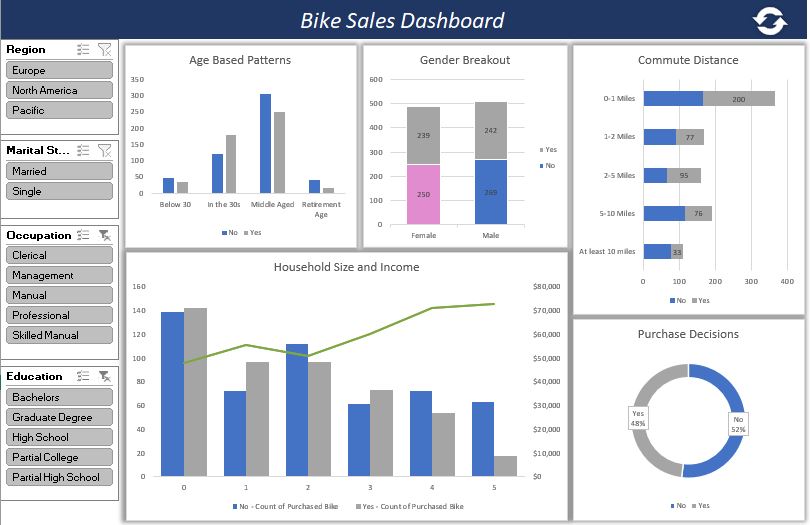 Bike Sales Dashboard
Region
Europe
North America
Pacific
Marital St...
Married
Single
Occupation
Clerical
Management
Manual
Professional
Skilled Manual
Education
Bachelors
Graduate Degree
High School
Partial College
Partial High School
Age Based Patterns
350
300
250
200
150
100
50
0
Below 30
In the 30s
Middle Aged
Retirement
Age
No
Yes
Gender Breakout
600
500
400
300
200
100
0
239
242
250
269
Female
Male
Yes
No
Commute Distance
0-1 Miles
200
1-2 Miles
77
2-5 Miles
95
5-10 Miles
76
At least 10 miles
33
0
100
200
300
400
No
Yes
Household Size and Income
160
140
120
100
80
60
40
20
0
$80,000
$70,000
$60,000
$50,000
$40,000
$30,000
$20,000
$10,000
$0
0
1
2
3
4
5
No - Count of Purchased Bike
Yes - Count of Purchased Bike
Purchase Decisions
Yes
48%
No
52%
No
Yes